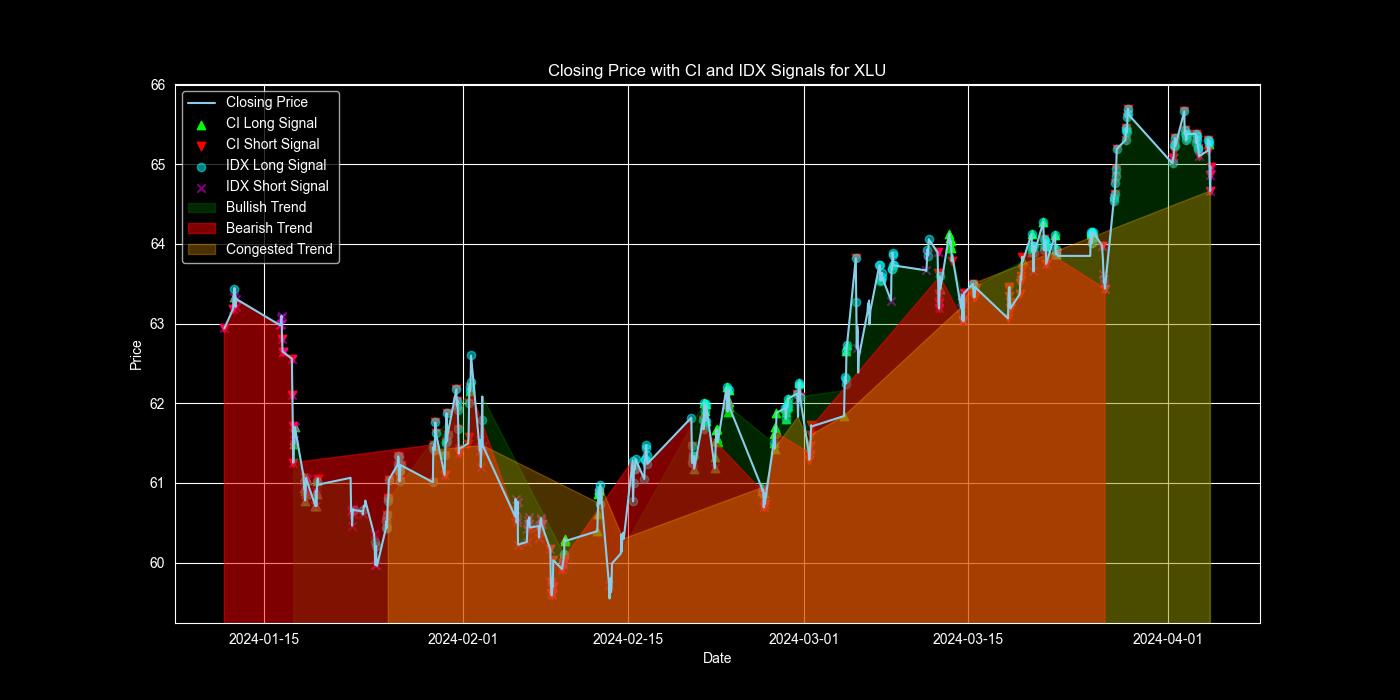 Closing Price with CI and IDX Signals for XLU
66
65
64
63
62
61
60
Price
Closing Price
CI Long Signal
CI Short Signal
IDX Long Signal
IDX Short Signal
Bullish Trend
Bearish Trend
Congested Trend
2024-01-15
2024-02-01
2024-02-15
2024-03-01
2024-03-15
2024-04-01
Date